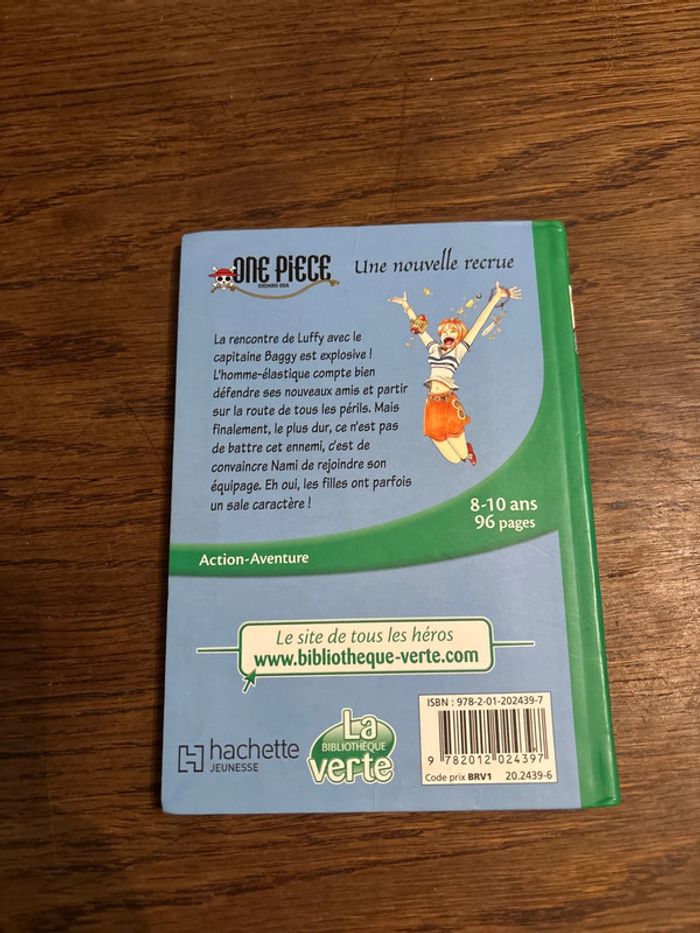 ONE PIECE
EIICHIRO ODA
Une nouvelle recrue
La rencontre de Luffy avec le
capitaine Baggy est explosive !
L'homme-élastique compte bien
défendre ses nouveaux amis et partir
sur la route de tous les périls. Mais
finalement, le plus dur, ce n'est pas
de battre cet ennemi, c'est de
convaincre Nami de rejoindre son
équipage. Eh oui, les filles ont parfois
un sale caractère !
8-10 ans
96 pages
Action-Aventure
Le site de tous les héros
www.bibliotheque-verte.com
hachette
JEUNESSE
La
BIBLIOTHÈQUE
verte
ISBN : 978-2-01-202439-7
9 782012 024397
Code prix BRV1 20.2439-6